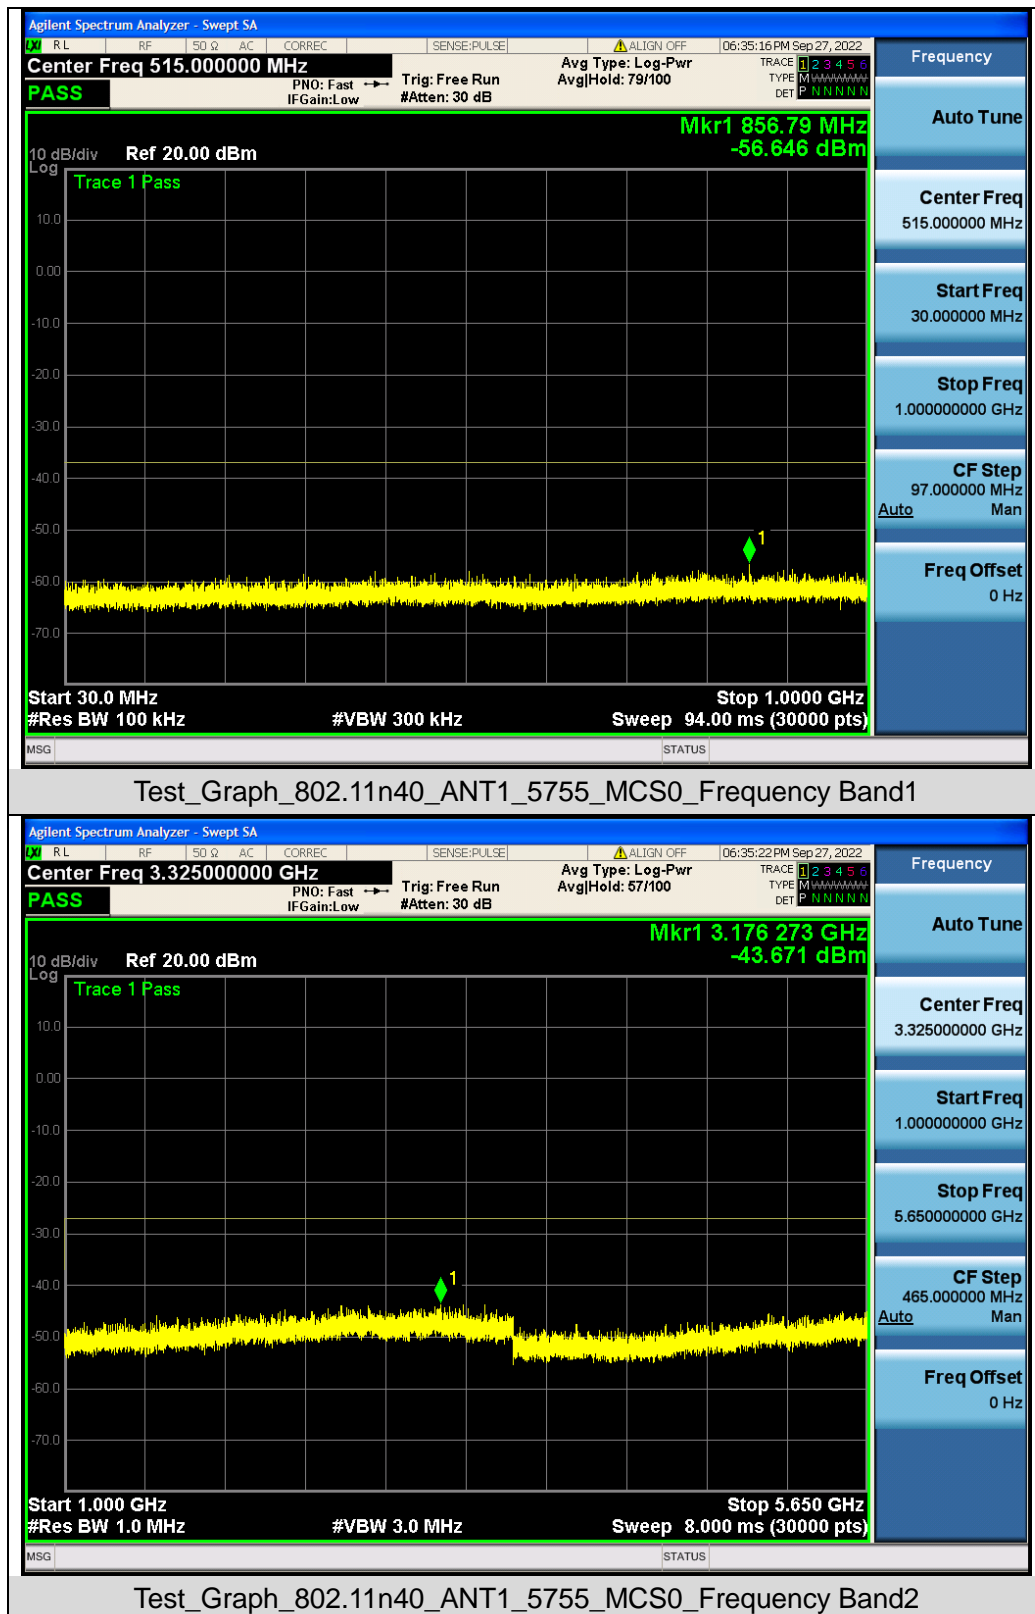 Agilent Spectrum Analyzer - Swept SA
LXI RL RF 50 Ω AC CORREC SENSE:PULSE ALIGN OFF 06:35:16 PM Sep 27, 2022
Center Freq 515.000000 MHz Avg Type: Log-Pwr TRACE 1 2 3 4 5 6
PASS PNO: Fast Trig: Free Run Avg|Hold: 79/100 TYPE M WWWWW
IFGain:Low #Atten: 30 dB DET P N N N N N
Mkr1 856.79 MHz
10 dB/div Ref 20.00 dBm -56.646 dBm
Log
Trace 1 Pass
10.0
0.00
-10.0
-20.0
-30.0
-40.0
-50.0
1
-60.0
-70.0
Start 30.0 MHz Stop 1.0000 GHz
#Res BW 100 kHz #VBW 300 kHz Sweep 94.00 ms (30000 pts)
MSG STATUS
Frequency
Auto Tune
Center Freq
515.000000 MHz
Start Freq
30.000000 MHz
Stop Freq
1.000000000 GHz
CF Step
97.000000 MHz
Auto Man
Freq Offset
0 Hz
Test_Graph_802.11n40_ANT1_5755_MCS0_Frequency Band1
Agilent Spectrum Analyzer - Swept SA
LXI RL RF 50 Ω AC CORREC SENSE:PULSE ALIGN OFF 06:35:22 PM Sep 27, 2022
Center Freq 3.325000000 GHz Avg Type: Log-Pwr TRACE 1 2 3 4 5 6
PASS PNO: Fast Trig: Free Run Avg|Hold: 57/100 TYPE M WWWWW
IFGain:Low #Atten: 30 dB DET P N N N N N
Mkr1 3.176 273 GHz
10 dB/div Ref 20.00 dBm -43.671 dBm
Log
Trace 1 Pass
10.0
0.00
-10.0
-20.0
-30.0
-40.0
1
-50.0
-60.0
-70.0
Start 1.000 GHz Stop 5.650 GHz
#Res BW 1.0 MHz #VBW 3.0 MHz Sweep 8.000 ms (30000 pts)
MSG STATUS
Frequency
Auto Tune
Center Freq
3.325000000 GHz
Start Freq
1.000000000 GHz
Stop Freq
5.650000000 GHz
CF Step
465.000000 MHz
Auto Man
Freq Offset
0 Hz
Test_Graph_802.11n40_ANT1_5755_MCS0_Frequency Band2